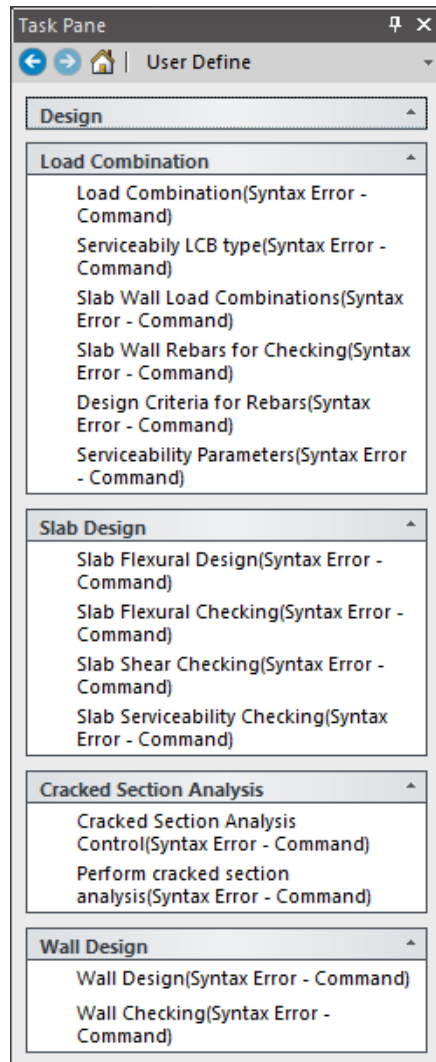 Task Pane
User Define
Design
Load Combination
Load Combination(Syntax Error -
Command)
Serviceabily LCB type(Syntax Error -
Command)
Slab Wall Load Combinations(Syntax
Error - Command)
Slab Wall Rebars for Checking(Syntax
Error - Command)
Design Criteria for Rebars(Syntax
Error - Command)
Serviceability Parameters(Syntax Error
- Command)
Slab Design
Slab Flexural Design(Syntax Error -
Command)
Slab Flexural Checking(Syntax Error -
Command)
Slab Shear Checking(Syntax Error -
Command)
Slab Serviceability Checking(Syntax
Error - Command)
Cracked Section Analysis
Cracked Section Analysis
Control(Syntax Error - Command)
Perform cracked section
analysis(Syntax Error - Command)
Wall Design
Wall Design(Syntax Error - Command)
Wall Checking(Syntax Error -
Command)